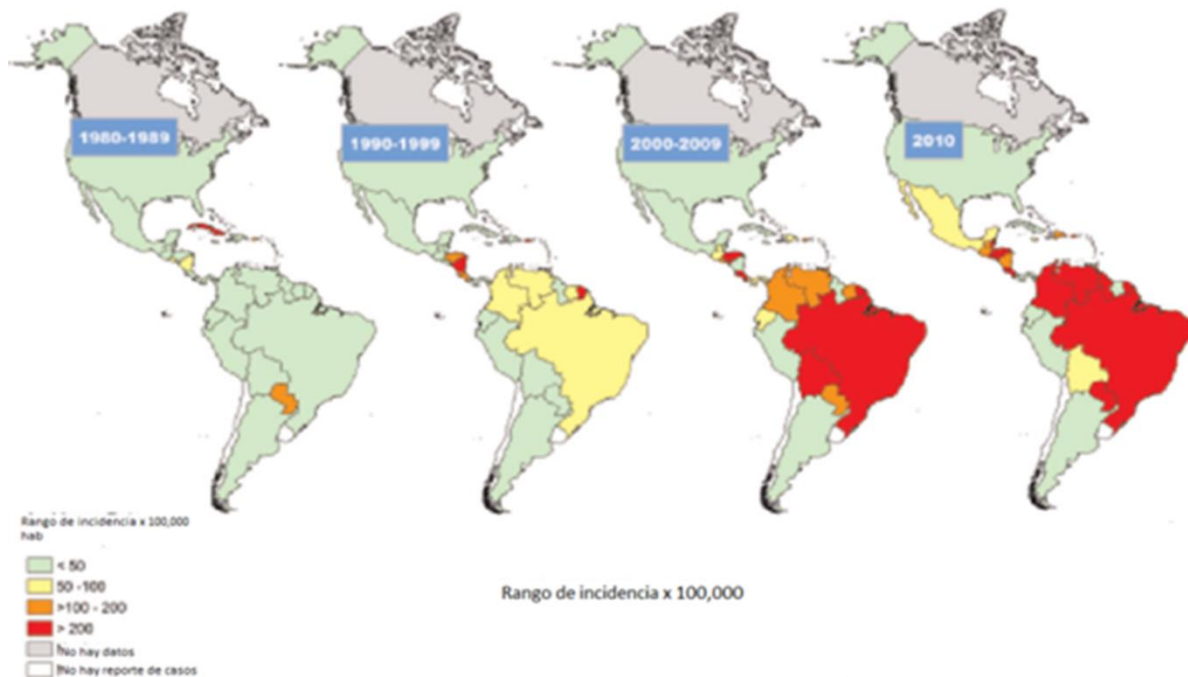 1980-1989
1990-1999
2000-2009
2010
Rango de incidencia x 100,000
hab
< 50
50 -100
>100 - 200
> 200
No hay datos
No hay reporte de casos
Rango de incidencia x 100,000